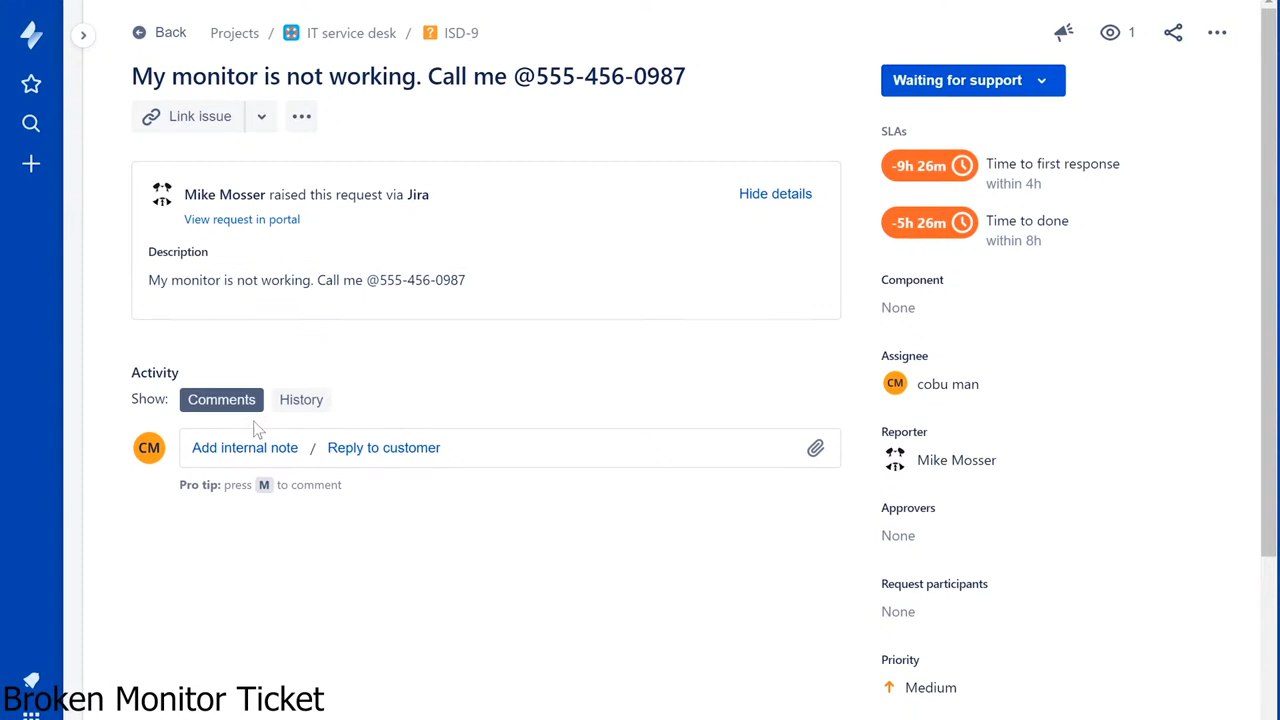 Back Projects / IT service desk / ISD-9 1
My monitor is not working. Call me @555-456-0987
Link issue
Mike Mosser raised this request via Jira Hide details
View request in portal
Description
My monitor is not working. Call me @555-456-0987
Activity
Show: Comments History
CM Add internal note / Reply to customer
Pro tip: press M to comment
Waiting for support
SLAs
-9h 26m Time to first response
within 4h
-5h 26m Time to done
within 8h
Component
None
Assignee
CM cobu man
Reporter
Mike Mosser
Approvers
None
Request participants
None
Priority
Medium
Broken Monitor Ticket